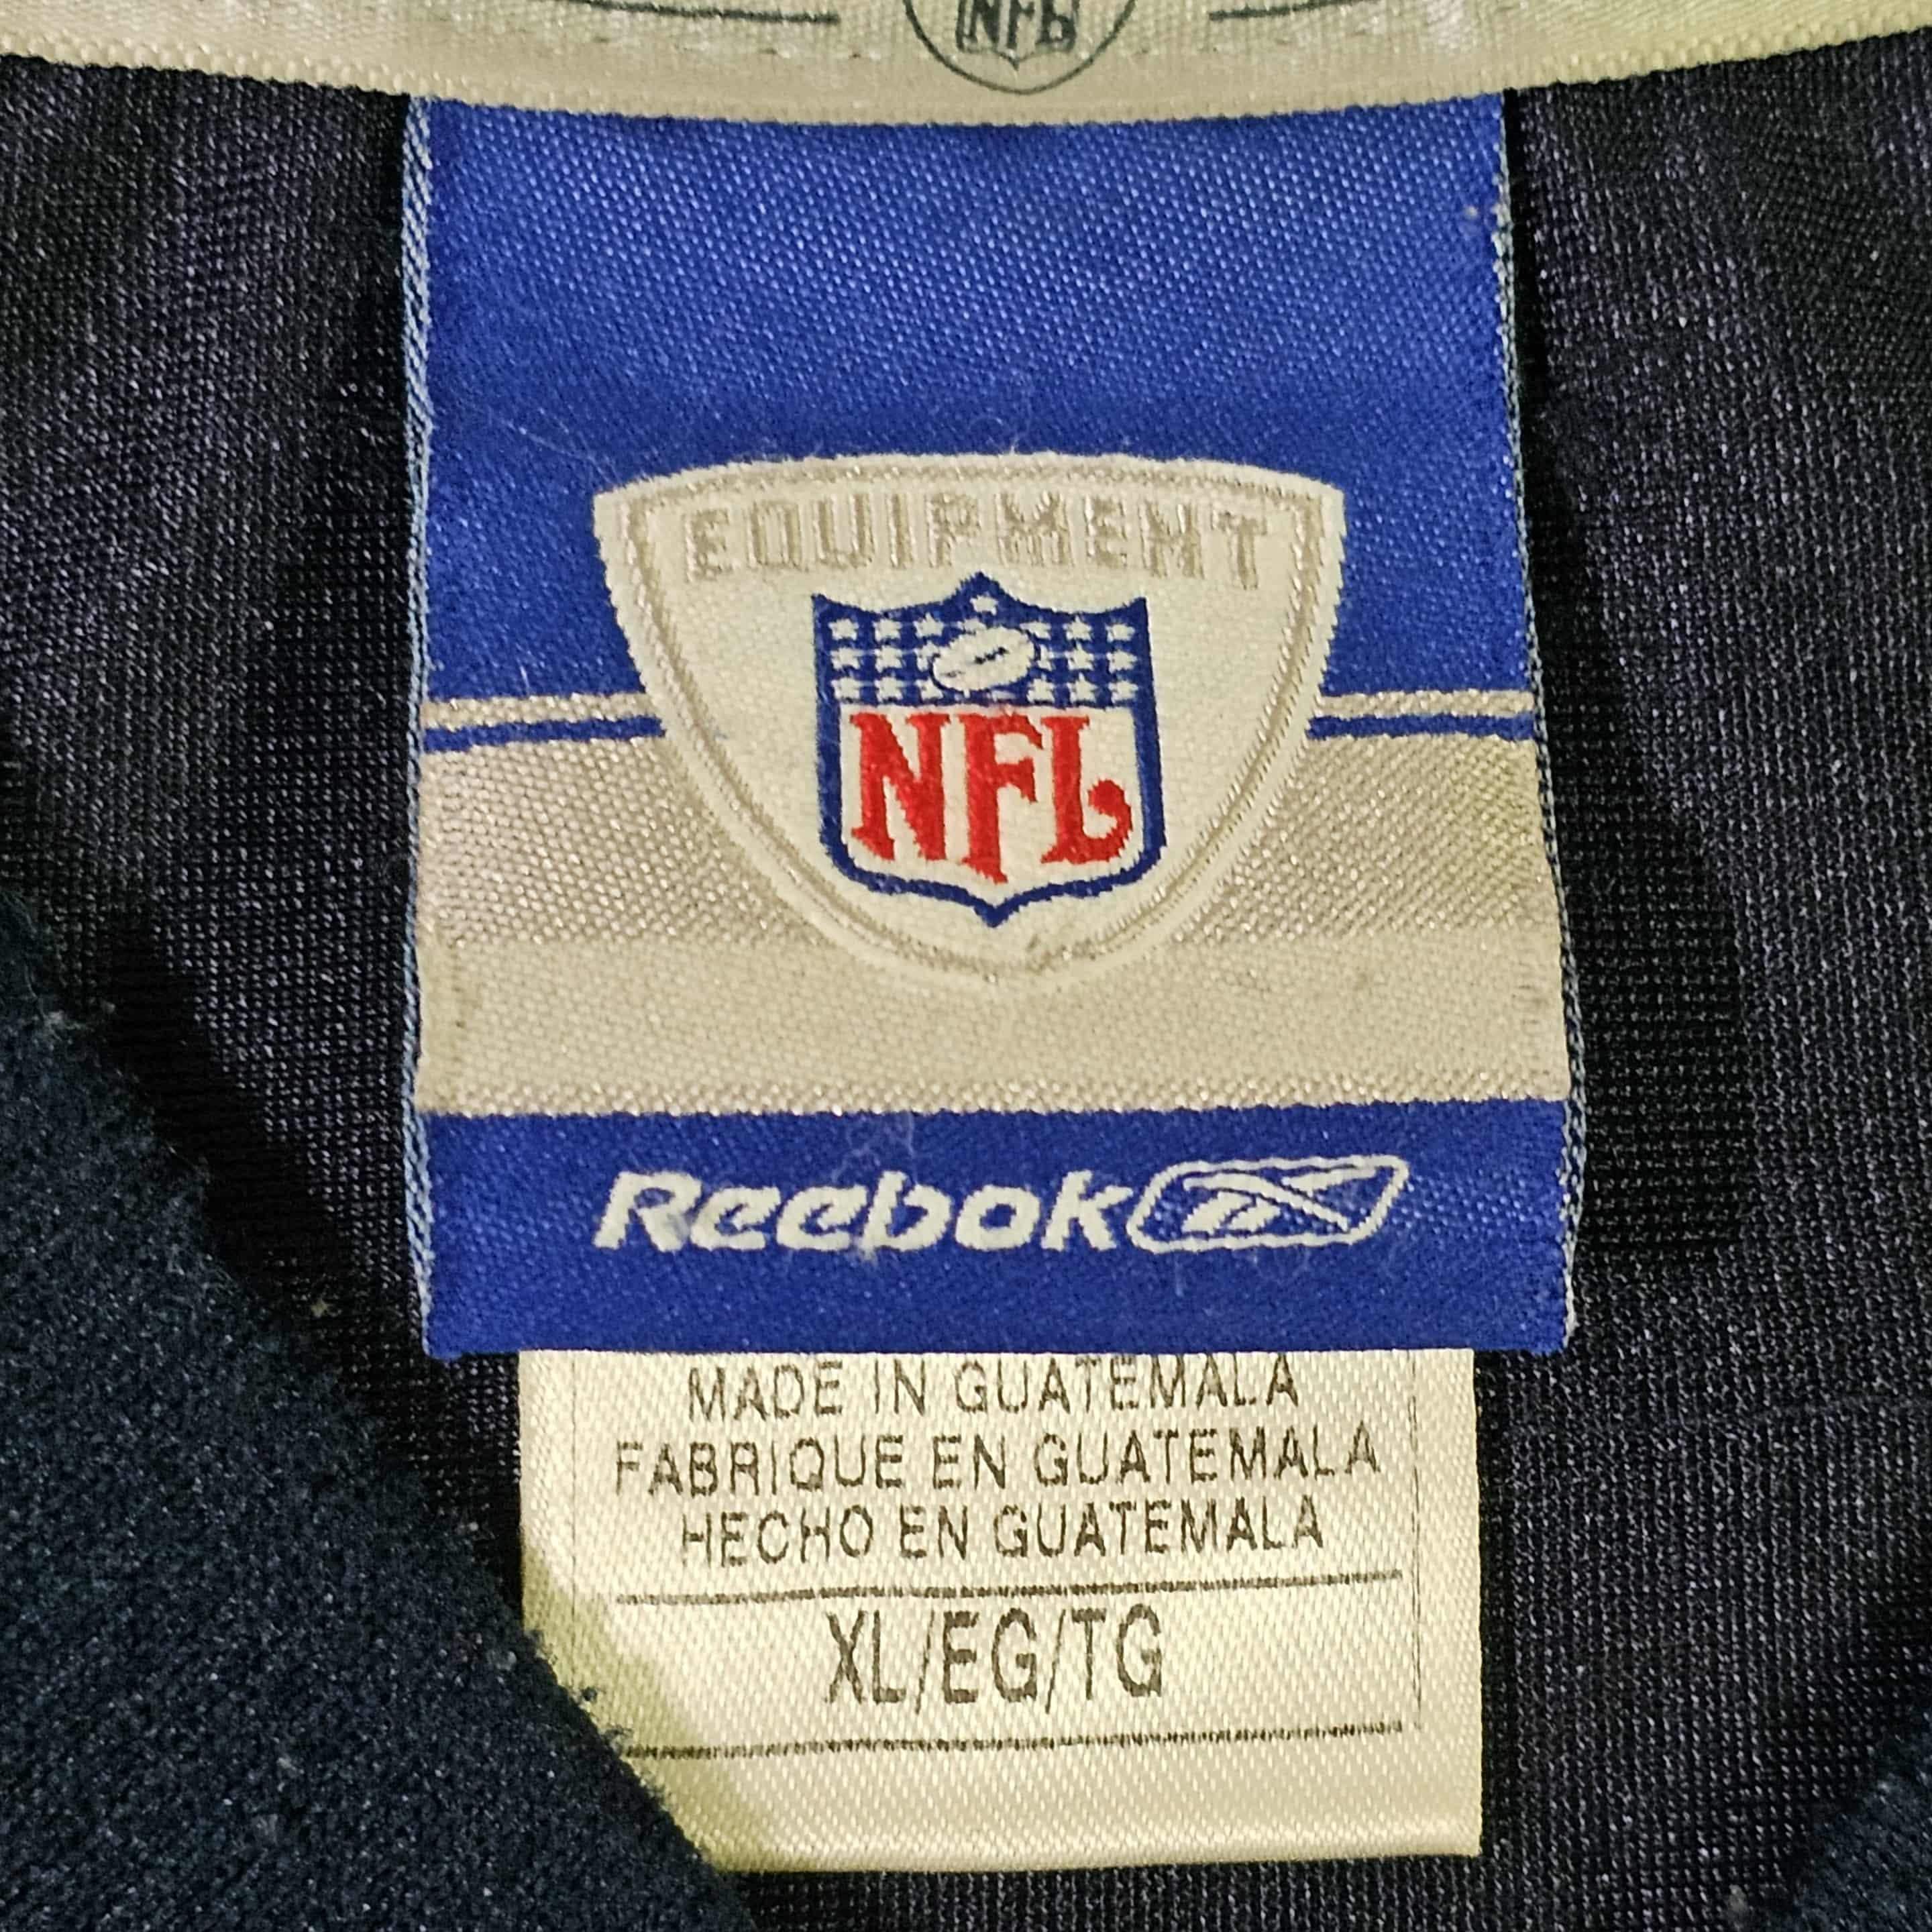 NFL
EQUIPMENT
NFL
Reebok
MADE IN GUATEMALA
FABRIQUE EN GUATEMALA
HECHO EN GUATEMALA
XL/EG/TG